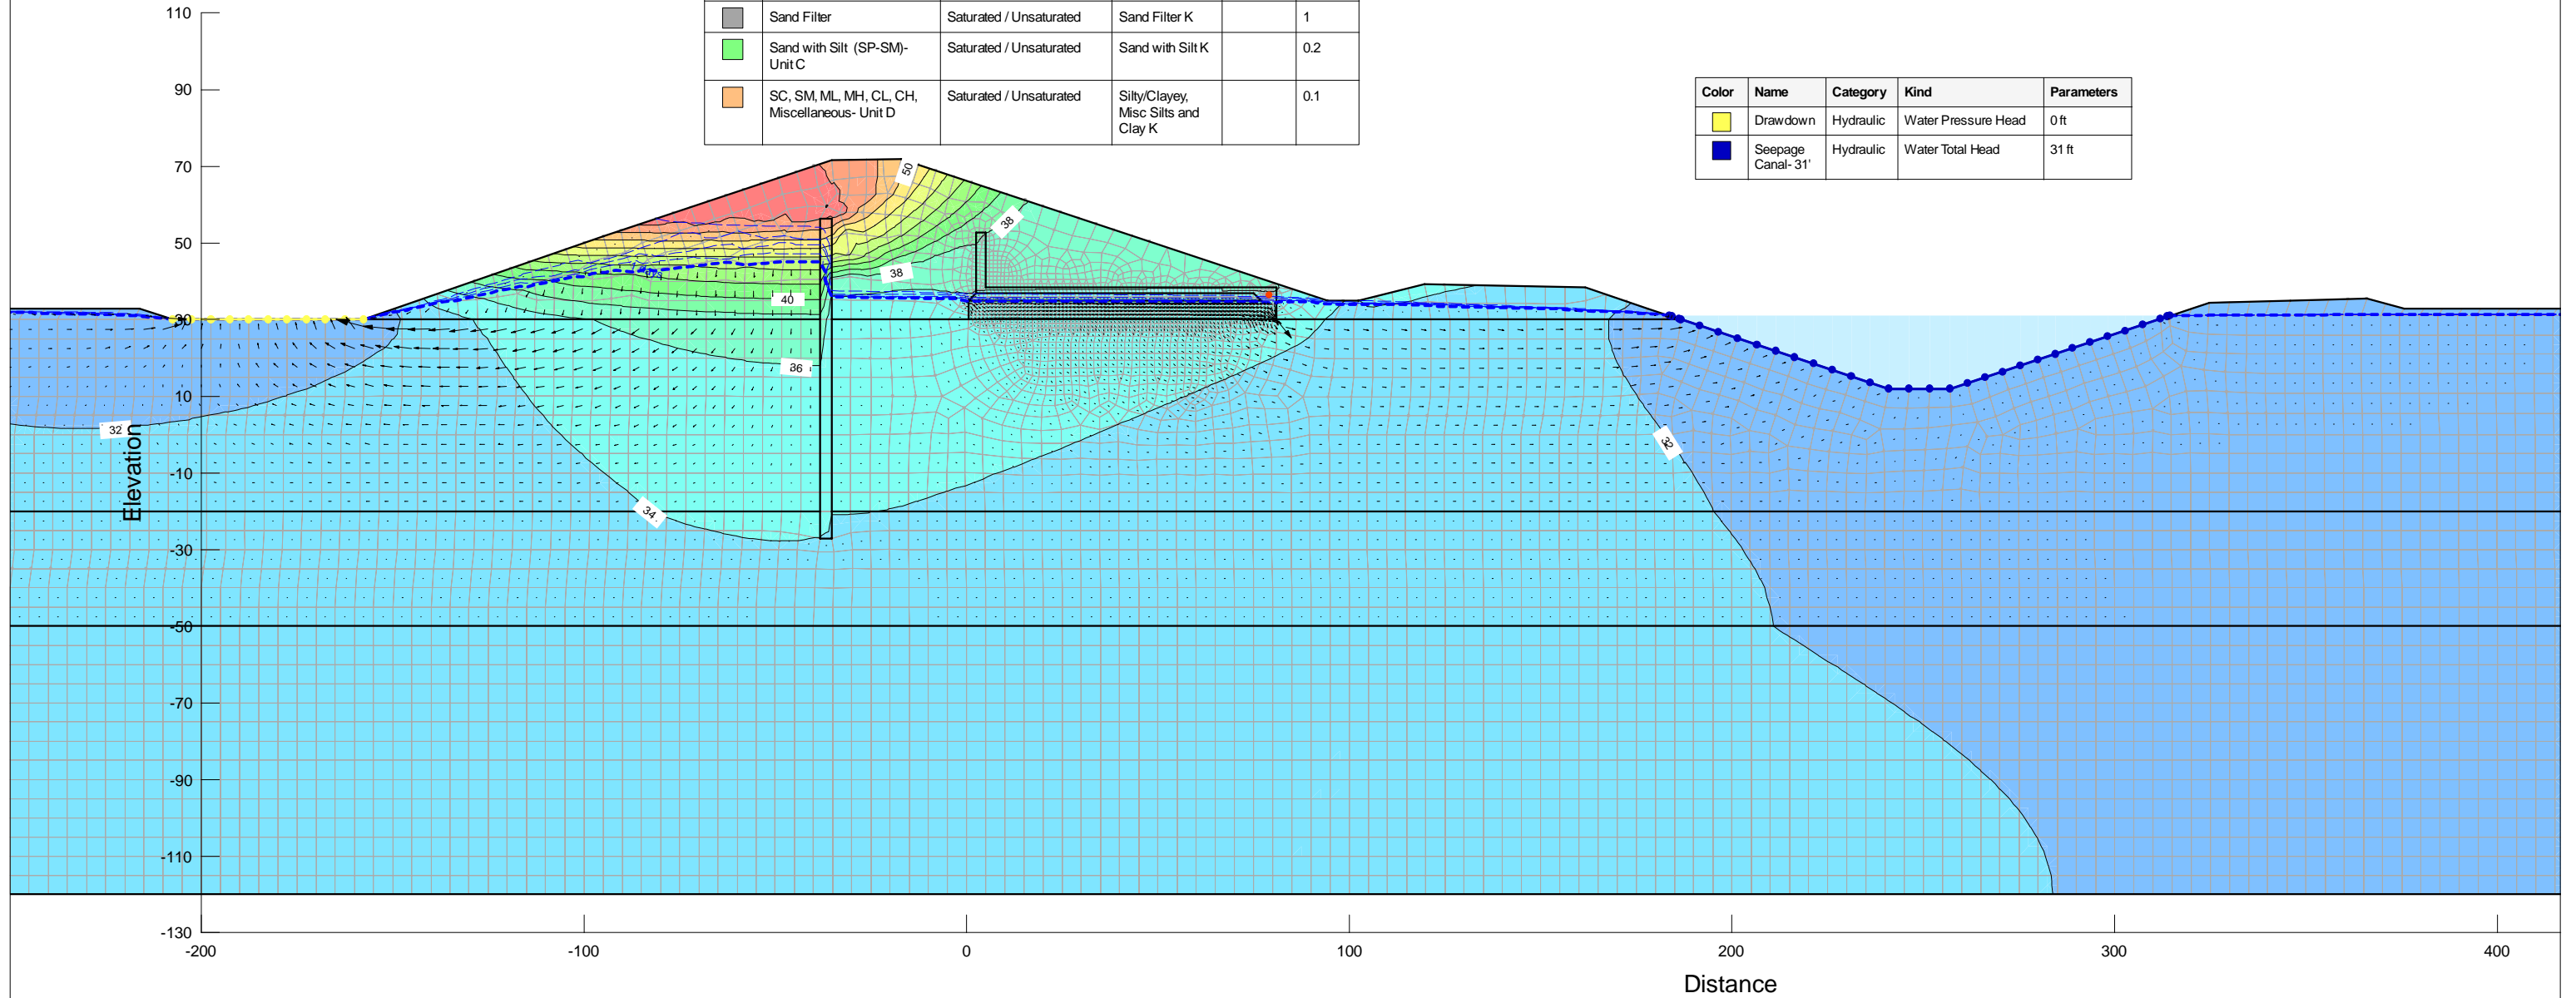 Sand Filter Saturated / Unsaturated Sand Filter K 1
Sand with Silt (SP-SM)- Saturated / Unsaturated Sand with Silt K 0.2
Unit C
SC, SM, ML, MH, CL, CH, Saturated / Unsaturated Silty/Clayey, 0.1
Miscellaneous- Unit D Misc Silts and
Clay K
Color Name Category Kind Parameters
Drawdown Hydraulic Water Pressure Head 0 ft
Seepage Hydraulic Water Total Head 31 ft
Canal- 31'
110
90
70
50
30
10
-10
-30
-50
-70
-90
-110
-130
Elevation
50
38
38
40
36
34
32
32
-200 -100 0 100 200 300 400
Distance